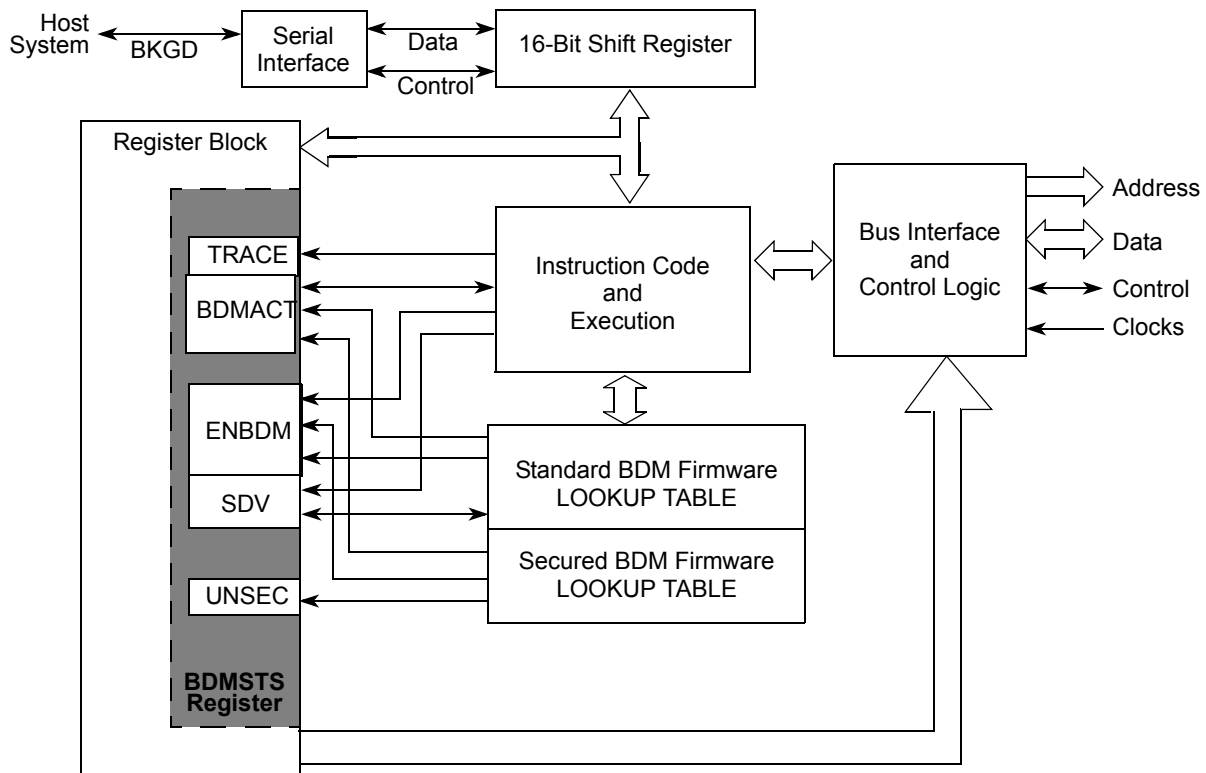 Host
System
BKGD
Serial
Interface
Data
Control
16-Bit Shift Register
Register Block
TRACE
BDMACT
ENBDM
SDV
UNSEC
BDMSTS
Register
Instruction Code
and
Execution
Standard BDM Firmware
LOOKUP TABLE
Secured BDM Firmware
LOOKUP TABLE
Bus Interface
and
Control Logic
Address
Data
Control
Clocks